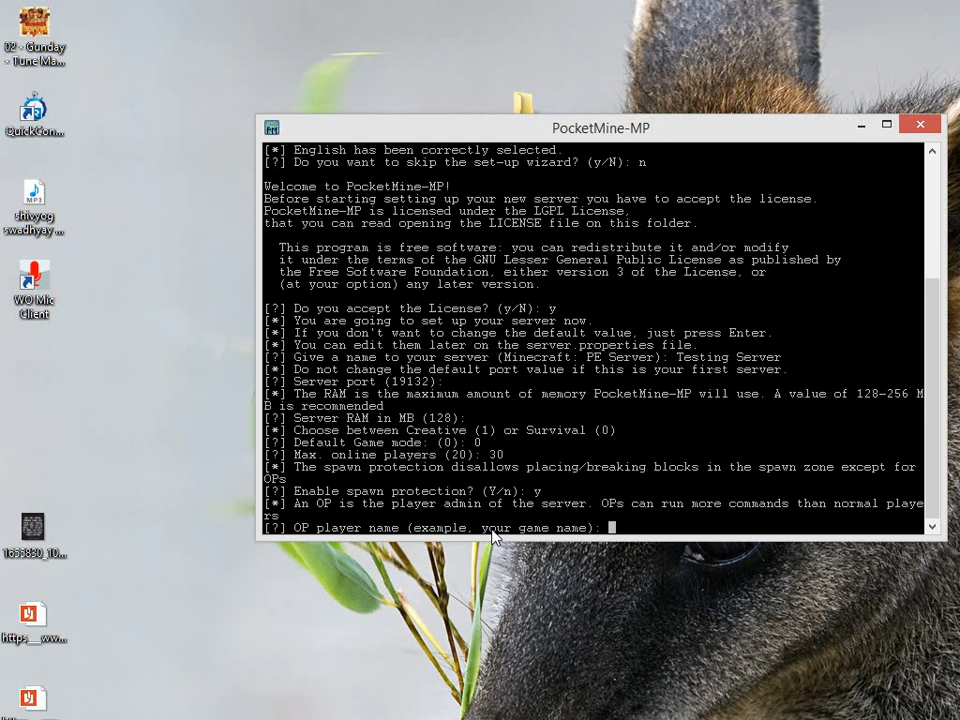 02 - Gunday
- Tune Ma...
QuickCon...
MP3
shivyog
swadhyay ...
WO Mic
Client
1655850_10...
https__ww...
PM
PocketMine-MP
[*] English has been correctly selected.
[?] Do you want to skip the set-up wizard? (y/N): n
Welcome to PocketMine-MP!
Before starting setting up your new server you have to accept the license.
PocketMine-MP is licensed under the LGPL License,
that you can read opening the LICENSE file on this folder.
This program is free software: you can redistribute it and/or modify
it under the terms of the GNU Lesser General Public License as published by
the Free Software Foundation, either version 3 of the License, or
(at your option) any later version.
[?] Do you accept the License? (y/N): y
[*] You are going to set up your server now.
[*] If you don't want to change the default value, just press Enter.
[*] You can edit them later on the server.properties file.
[?] Give a name to your server (Minecraft: PE Server): Testing Server
[*] Do not change the default port value if this is your first server.
[?] Server port (19132):
[*] The RAM is the maximum amount of memory PocketMine-MP will use. A value of 128-256 M
B is recommended
[?] Server RAM in MB (128):
[*] Choose between Creative (1) or Survival (0)
[?] Default Game mode: (0): 0
[?] Max. online players (20): 30
[*] The spawn protection disallows placing/breaking blocks in the spawn zone except for
OPs
[?] Enable spawn protection? (Y/n): y
[*] An OP is the player admin of the server. OPs can run more commands than normal playe
rs
[?] OP player name (example, your game name):